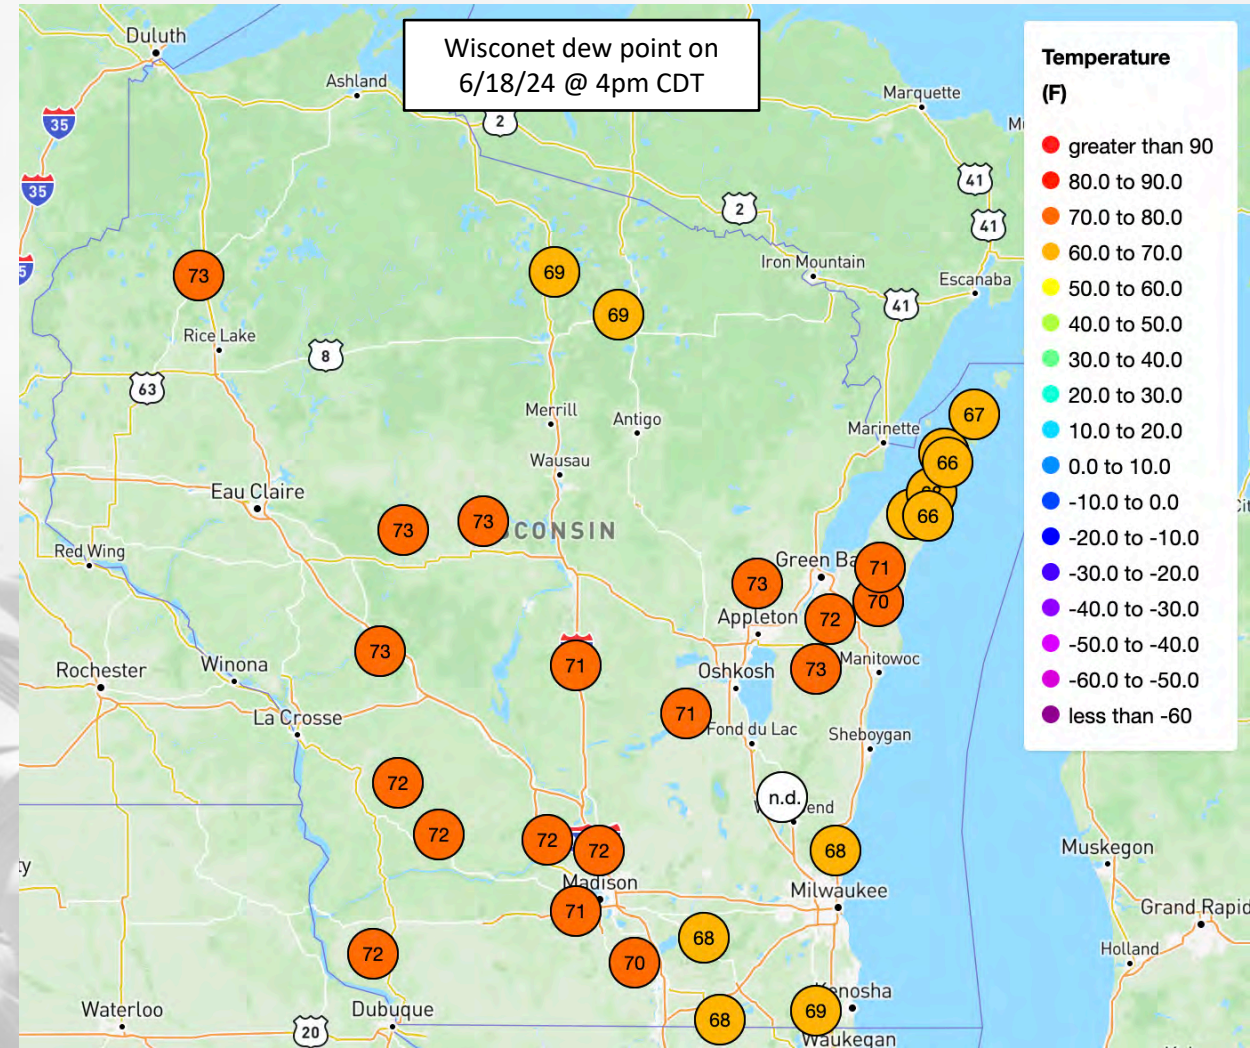 Duluth
Wisconet dew point on
6/18/24 @ 4pm CDT
Ashland
Marquette
35
2
41
35
2
41
5
73
69
Iron Mountain
Escanaba
69
41
Rice Lake
8
63
67
Merrill
Antigo
Marinette
66
Wausau
Eau Claire
73
73
CONSIN
66
Red Wing
Green Ba
71
73
70
72
Appleton
73
71
Winona
Rochester
Oshkosh
73
Manitowoc
71
La Crosse
Fond du Lac
Sheboygan
72
n.d.
end
72
72
72
68
Muskegon
ty
Madison
Milwaukee
71
Grand Rapid
68
72
70
Holland
Kenosha
Waterloo
Dubuque
69
68
20
Waukegan
Temperature
(F)
greater than 90
80.0 to 90.0
70.0 to 80.0
60.0 to 70.0
50.0 to 60.0
40.0 to 50.0
30.0 to 40.0
20.0 to 30.0
10.0 to 20.0
0.0 to 10.0
-10.0 to 0.0
-20.0 to -10.0
-30.0 to -20.0
-40.0 to -30.0
-50.0 to -40.0
-60.0 to -50.0
less than -60